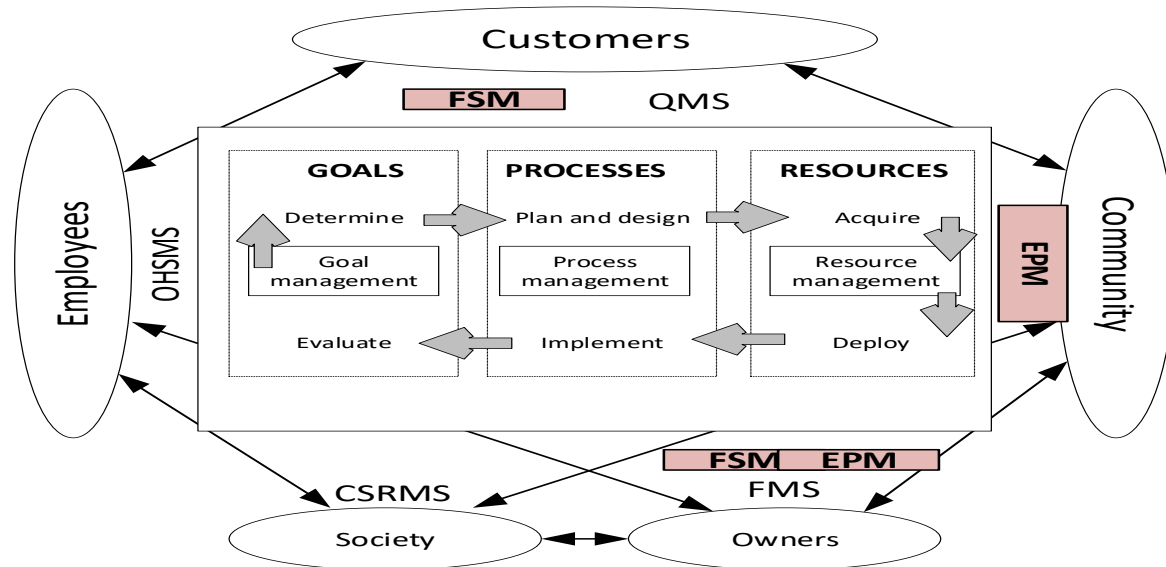 Customers
FSM
QMS
GOALS
PROCESSES
RESOURCES
Determine
Plan and design
Acquire
Goal
management
Process
management
Resource
management
Evaluate
Implement
Deploy
Employees
OHSMS
EPM
Community
FSM
EPM
CSRMS
FMS
Society
Owners